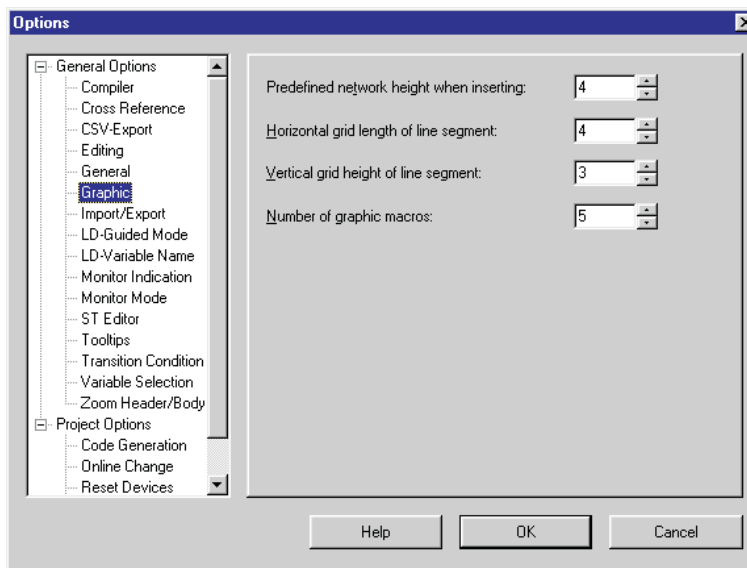 Options
General Options
Compiler
Cross Reference
CSV-Export
Editing
General
Graphic
Import/Export
LD-Guided Mode
LD-Variable Name
Monitor Indication
Monitor Mode
ST Editor
Tooltips
Transition Condition
Variable Selection
Zoom Header/Body
Project Options
Code Generation
Online Change
Reset Devices
Predefined network height when inserting: 4
Horizontal grid length of line segment: 4
Vertical grid height of line segment: 3
Number of graphic macros: 5
Help OK Cancel